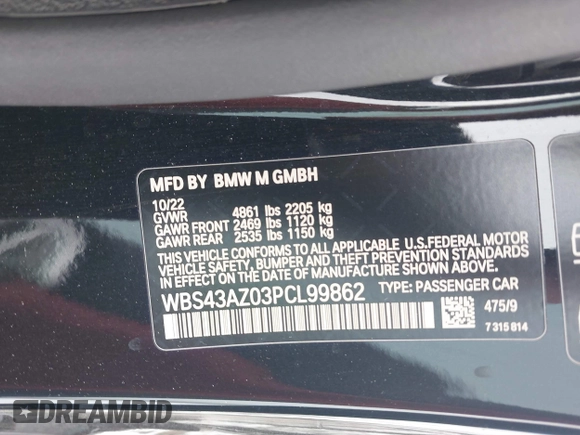 MFD BY BMW M GMBH
10/22
GVWR 4861 lbs 2205 kg
GAWR FRONT 2469 lbs 1120 kg
GAWR REAR 2535 lbs 1150 kg
THIS VEHICLE CONFORMS TO ALL APPLICABLE U.S.FEDERAL MOTOR
VEHICLE SAFETY, BUMPER AND THEFT PREVENTION STANDARDS
IN EFFECT ON THE DATE OF MANUFACTURE SHOWN ABOVE.
WBS43AZ03PCL99862 TYPE: PASSENGER CAR
475/9
7 315 814
DREAMBID